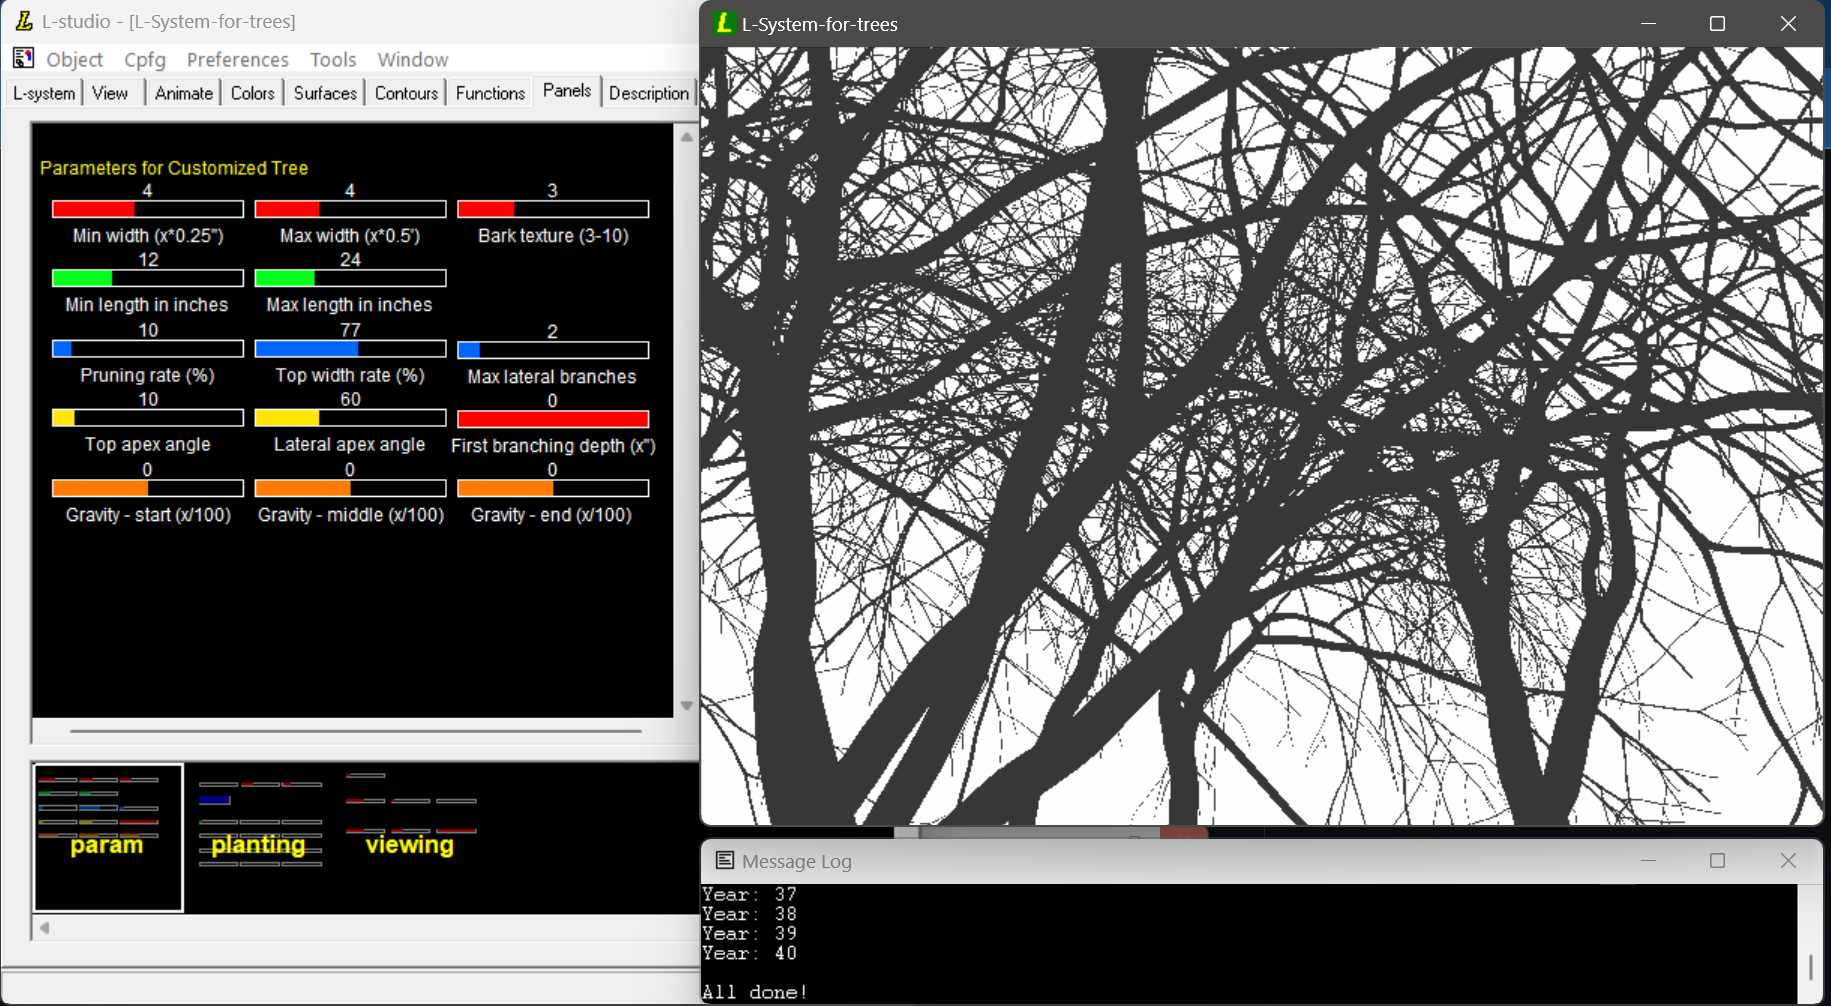 L-studio - [L-System-for-trees]
Object Cpfg Preferences Tools Window
L-system View Animate Colors Surfaces Contours Functions Panels Description
Parameters for Customized Tree
4 4 3
Min width (x*0.25") Max width (x*0.5') Bark texture (3-10)
12 24
Min length in inches Max length in inches
10 77 2
Pruning rate (%) Top width rate (%) Max lateral branches
10 60 0
Top apex angle Lateral apex angle First branching depth (x")
0 0 0
Gravity - start (x/100) Gravity - middle (x/100) Gravity - end (x/100)
param planting viewing
L-System-for-trees
Message Log
Year: 37
Year: 38
Year: 39
Year: 40
All done!